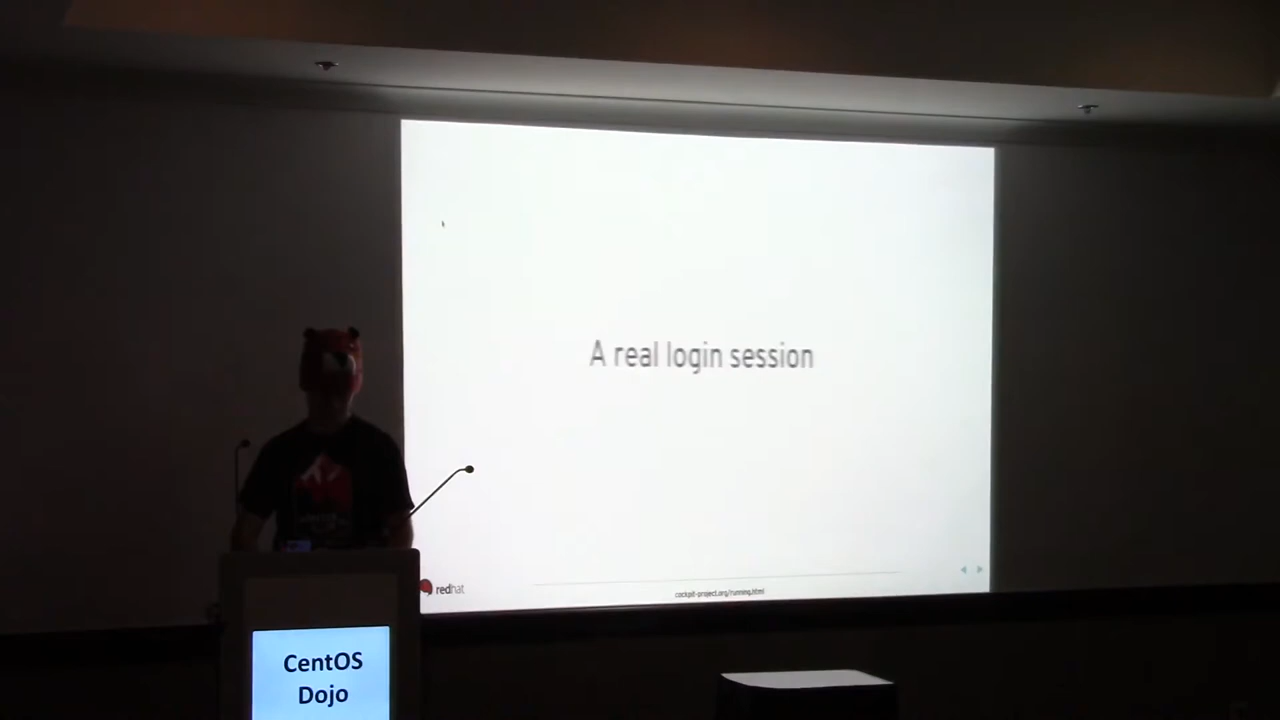 A real login session
redhat
cockpit-project.org/running.html
CentOS
Dojo